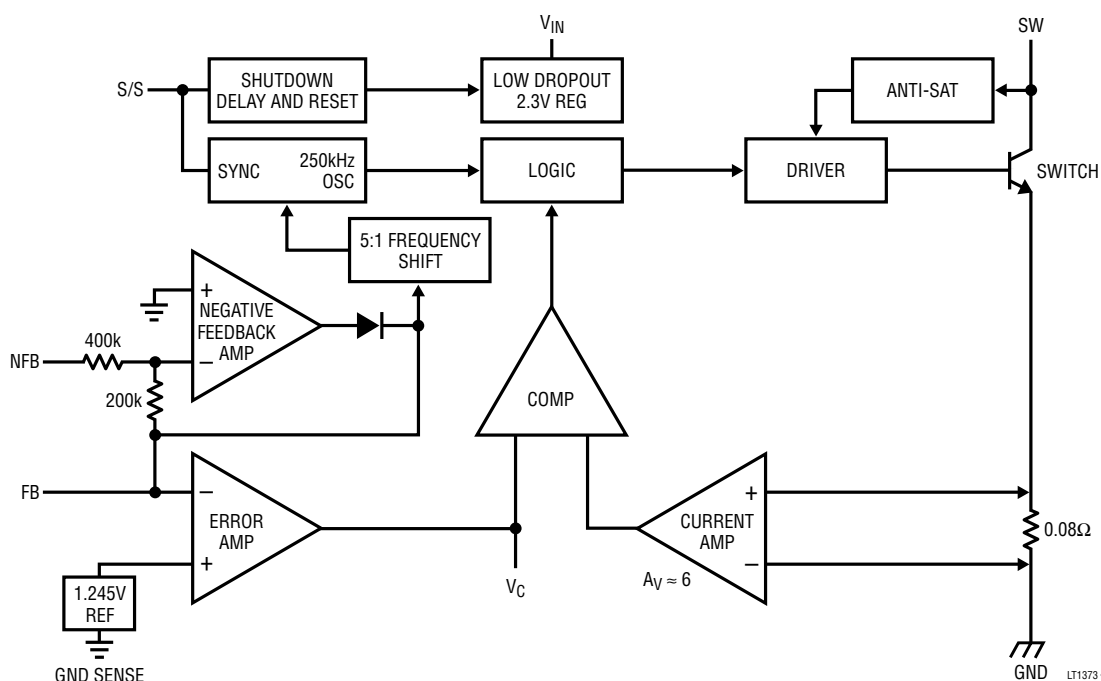 V_IN
SW
S/S
SHUTDOWN
DELAY AND RESET
LOW DROPOUT
2.3V REG
ANTI-SAT
SYNC
250kHz
OSC
LOGIC
DRIVER
SWITCH
5:1 FREQUENCY
SHIFT
+
NEGATIVE
FEEDBACK
AMP
–
NFB
400k
200k
COMP
FB
–
ERROR
AMP
+
+
CURRENT
AMP
–
0.08Ω
A_V ≈ 6
1.245V
REF
V_C
GND SENSE
GND
LT1373